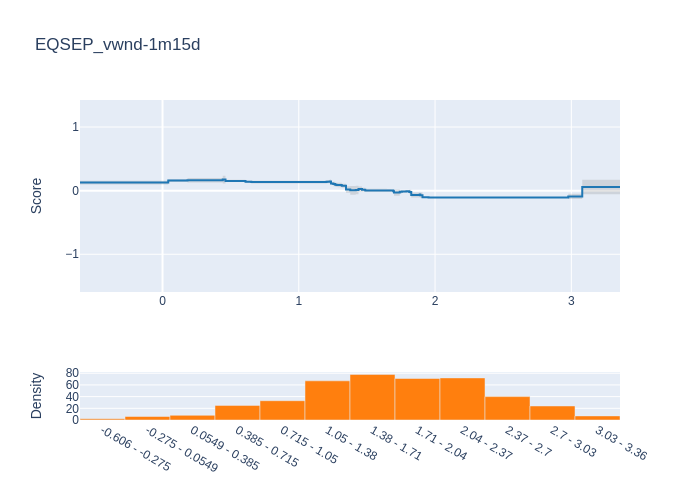 EQSEP_vwnd-1m15d
Score
1
0
−1
0
1
2
3
Density
80
60
40
20
0
-0.606 - -0.275
-0.275 - 0.0549
0.0549 - 0.385
0.385 - 0.715
0.715 - 1.05
1.05 - 1.38
1.38 - 1.71
1.71 - 2.04
2.04 - 2.37
2.37 - 2.7
2.7 - 3.03
3.03 - 3.36